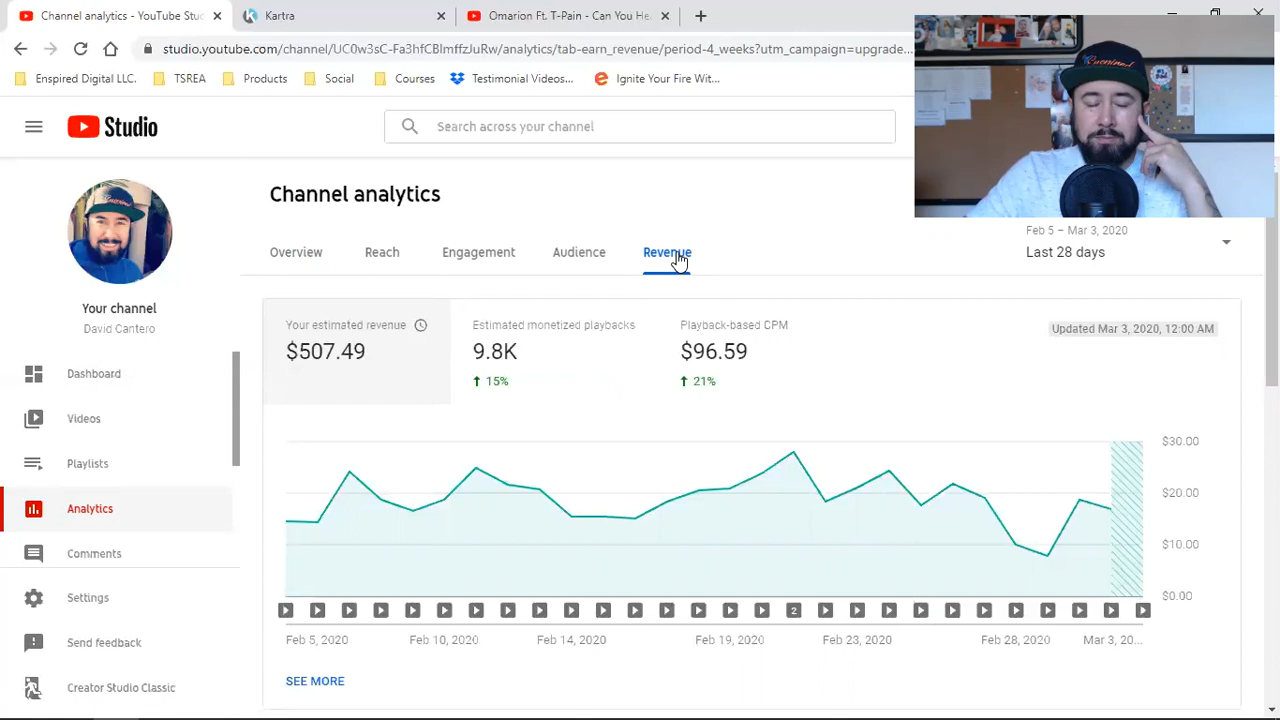 Channel analytics - YouTube Stu
Kartra
Omarion Ft. T-Pain - Can You He
studio.youtube.com/
analytics/tab-earn_revenue/period-4_weeks?utm_campaign=upgrade...
Enspired Digital LLC.
TSREA
Products
Social
Testimonial Videos...
Ignite Your Fire Wit...
Studio
Search across your channel
Your channel
David Cantero
Dashboard
Videos
Playlists
Analytics
Comments
Settings
Send feedback
Creator Studio Classic
Channel analytics
Overview
Reach
Engagement
Audience
Revenue
Feb 5 – Mar 3, 2020
Last 28 days
Your estimated revenue
$507.49
Estimated monetized playbacks
9.8K
15%
Playback-based CPM
$96.59
21%
Updated Mar 3, 2020, 12:00 AM
$30.00
$20.00
$10.00
$0.00
2
Feb 5, 2020
Feb 10, 2020
Feb 14, 2020
Feb 19, 2020
Feb 23, 2020
Feb 28, 2020
Mar 3, 20...
SEE MORE